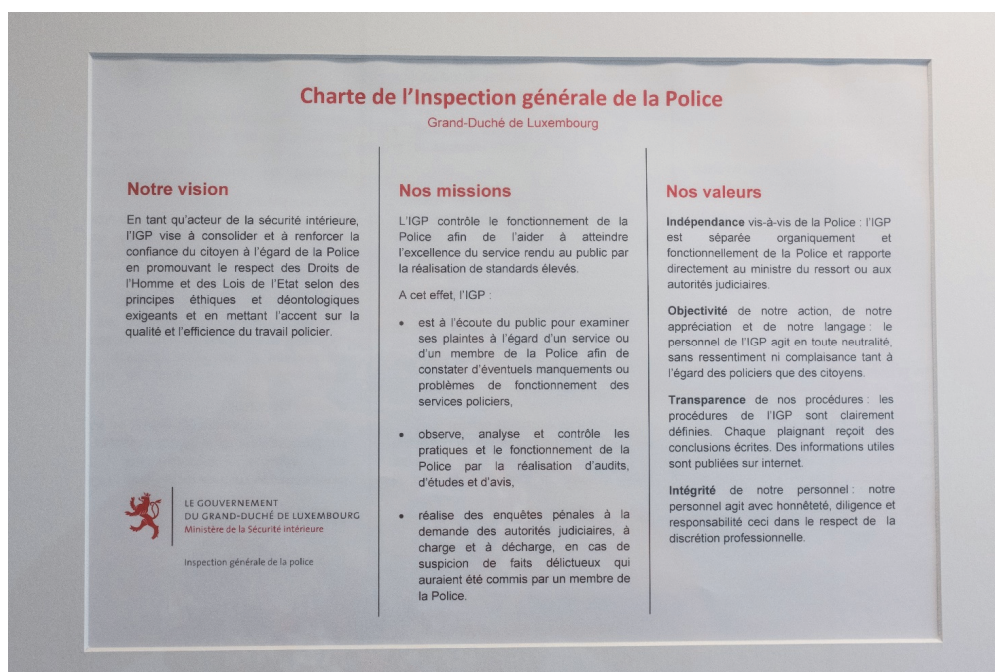 Charte de l'Inspection générale de la Police
Grand-Duché de Luxembourg
Notre vision
En tant qu'acteur de la sécurité intérieure,
l'IGP vise à consolider et à renforcer la
confiance du citoyen à l'égard de la Police
en promouvant le respect des Droits de
l'Homme et des Lois de l'Etat selon des
principes éthiques et déontologiques
exigeants et en mettant l'accent sur la
qualité et l'efficience du travail policier.
LE GOUVERNEMENT
DU GRAND-DUCHÉ DE LUXEMBOURG
Ministère de la Sécurité intérieure
Inspection générale de la police
Nos missions
L'IGP contrôle le fonctionnement de la
Police afin de l'aider à atteindre
l'excellence du service rendu au public par
la réalisation de standards élevés.
A cet effet, l'IGP :
• est à l'écoute du public pour examiner
ses plaintes à l'égard d'un service ou
d'un membre de la Police afin de
constater d'éventuels manquements ou
problèmes de fonctionnement des
services policiers,
• observe, analyse et contrôle les
pratiques et le fonctionnement de la
Police par la réalisation d'audits,
d'études et d'avis,
• réalise des enquêtes pénales à la
demande des autorités judiciaires, à
charge et à décharge, en cas de
suspicion de faits délictueux qui
auraient été commis par un membre de
la Police.
Nos valeurs
Indépendance vis-à-vis de la Police : l'IGP
est séparée organiquement et
fonctionnellement de la Police et rapporte
directement au ministre du ressort ou aux
autorités judiciaires.
Objectivité de notre action, de notre
appréciation et de notre langage : le
personnel de l'IGP agit en toute neutralité,
sans ressentiment ni complaisance tant à
l'égard des policiers que des citoyens.
Transparence de nos procédures : les
procédures de l'IGP sont clairement
définies. Chaque plaignant reçoit des
conclusions écrites. Des informations utiles
sont publiées sur internet.
Intégrité de notre personnel : notre
personnel agit avec honnêteté, diligence et
responsabilité ceci dans le respect de la
discrétion professionnelle.